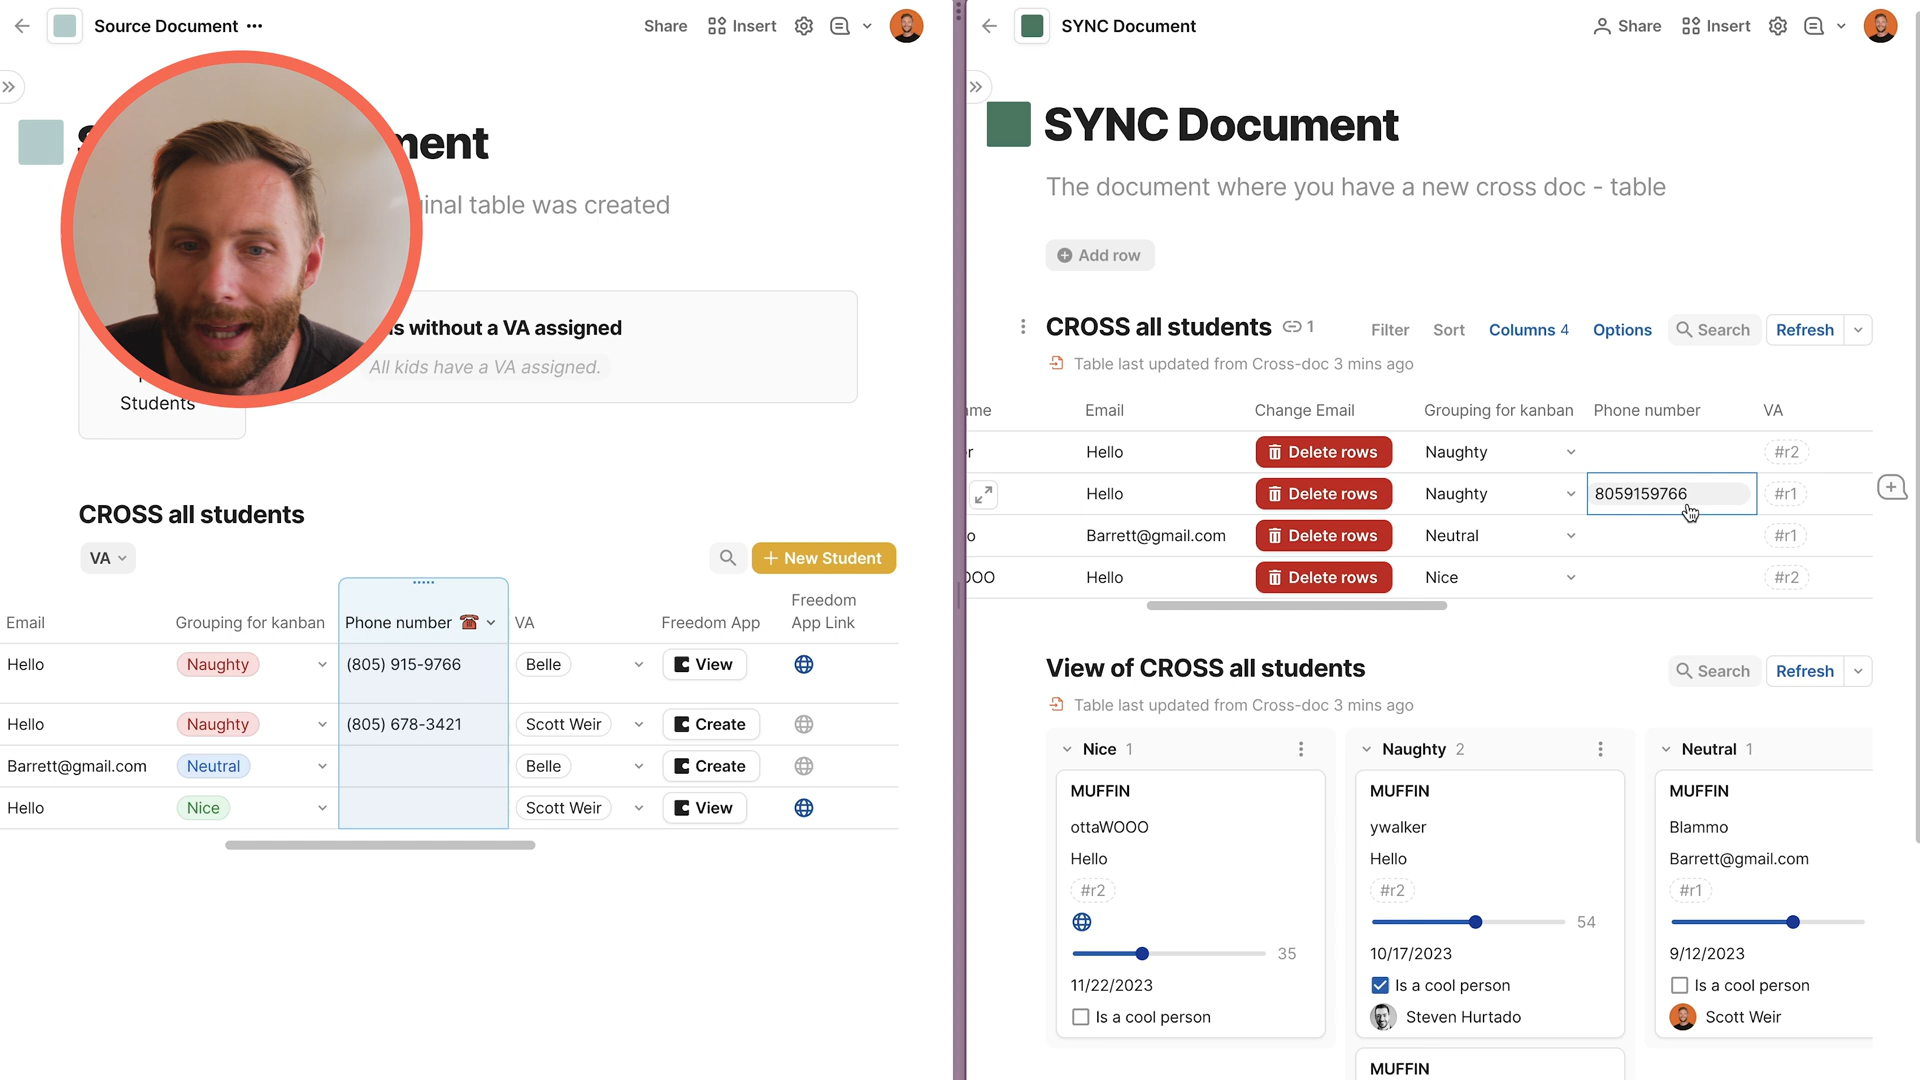 Source Document
Share
Insert
ment
ginal table was created
s without a VA assigned
All kids have a VA assigned.
Students
CROSS all students
VA
New Student
Email
Grouping for kanban
Phone number ☎️
VA
Freedom App
Freedom
App Link
Hello
Naughty
(805) 915-9766
Belle
View
Hello
Naughty
(805) 678-3421
Scott Weir
Create
Barrett@gmail.com
Neutral
Belle
Create
Hello
Nice
Scott Weir
View
SYNC Document
Share
Insert
SYNC Document
The document where you have a new cross doc - table
Add row
CROSS all students
1
Filter
Sort
Columns 4
Options
Search
Refresh
Table last updated from Cross-doc 3 mins ago
me
Email
Change Email
Grouping for kanban
Phone number
VA
r
Hello
Delete rows
Naughty
#r2
Hello
Delete rows
Naughty
8059159766
#r1
o
Barrett@gmail.com
Delete rows
Neutral
#r1
OOO
Hello
Delete rows
Nice
#r2
View of CROSS all students
Search
Refresh
Table last updated from Cross-doc 3 mins ago
Nice 1
MUFFIN
ottaWOOO
Hello
#r2
35
11/22/2023
Is a cool person
Naughty 2
MUFFIN
ywalker
Hello
#r2
54
10/17/2023
Is a cool person
Steven Hurtado
MUFFIN
Neutral 1
MUFFIN
Blammo
Barrett@gmail.com
#r1
9/12/2023
Is a cool person
Scott Weir